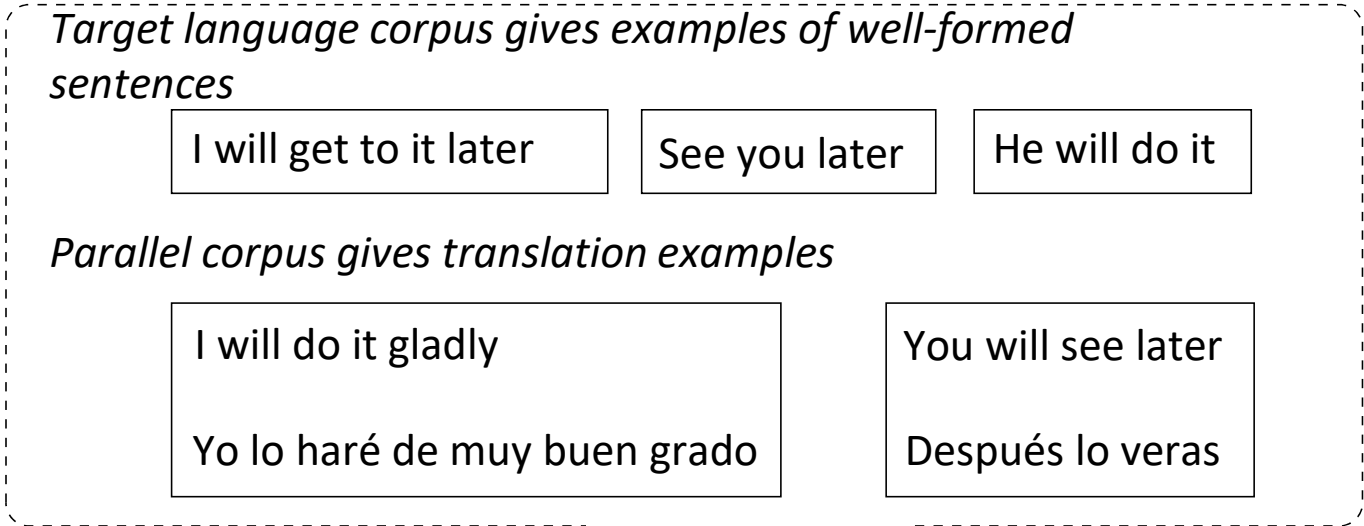 Target language corpus gives examples of well-formed
sentences
I will get to it later
See you later
He will do it
Parallel corpus gives translation examples
I will do it gladly
Yo lo haré de muy buen grado
You will see later
Después lo veras